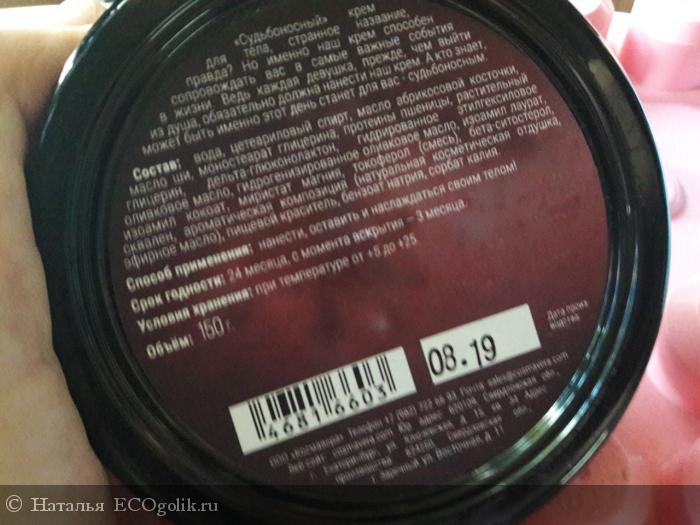 «Судьбоносный» крем
для тела, странное название,
правда? Но именно наш крем способен
сопровождать вас в самые важные события
в жизни. Ведь каждая девушка, прежде, чем выйти
из душа, обязательно должна нанести наш крем. А кто знает,
может быть именно этот день станет для вас - судьбоносным.
Состав: вода, цетеариловый спирт, масло абрикосовой косточки,
масло ши, моностеарат глицерина, протеины пшеницы, растительный
глицерин, дельта-глюконолактон, гидрированное этилгексиловое
оливковое масло, гидрогенизированное оливковое масло, изоамил лаурат,
изоамил кокоат, миристат магния, токоферол (смесь), бета-ситостерол,
сквален, ароматическая композиция (натуральная косметическая отдушка,
эфирное масло), пищевой краситель, бензоат натрия, сорбат калия.
Способ применения: нанести, оставить и наслаждаться своим телом!
Срок годности: 24 месяца, с момента вскрытия – 3 месяца.
Условия хранения: при температуре от +5 до +25.
Объём: 150 г.
08.19
Дата произ
водства
46816603
Наталья ECOgolik.ru